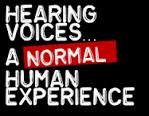 HEARING
VOICES...
A NORMAL
HUMAN
EXPERIENCE